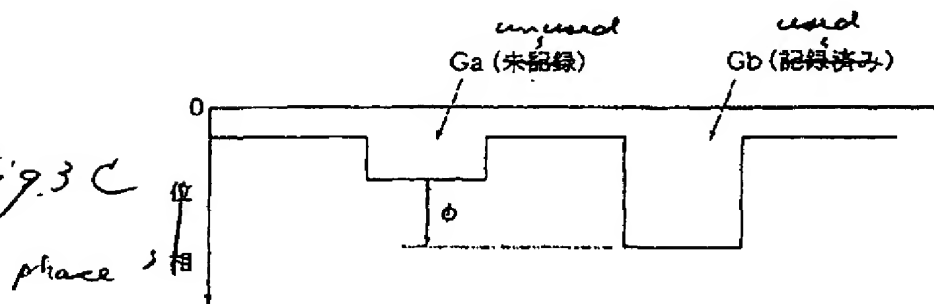 unused used
Ga (未記録) Gb (記録済み)
0
Fig.3 C
位
φ
phase 相